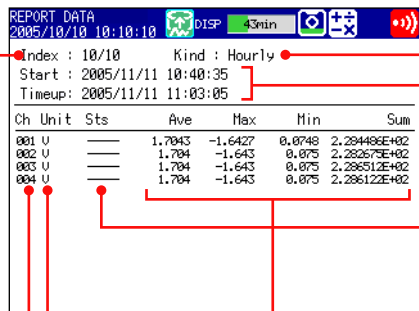 REPORT DATA
2005/10/10 10:10:10 DISP 43min
Index : 10/10 Kind : Hourly
Start : 2005/11/11 10:40:35
Timeup: 2005/11/11 11:03:05
Ch Unit Sts Ave Max Min Sum
001 V ——— 1.7043 -1.6427 0.0748 2.284486E+02
002 V ——— 1.704 -1.643 0.075 2.282675E+02
003 V ——— 1.704 -1.643 0.075 2.286512E+02
004 V ——— 1.704 -1.643 0.075 2.286122E+02